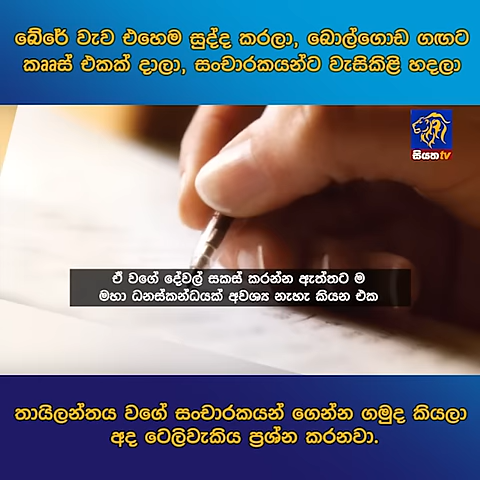 බේරේ වැව එහෙම සුද්ද කරලා, බොල්ගොඩ ගඟට
කෲස් එකක් දාලා, සංචාරකයන්ට වැසිකිළි හදලා
සියත tv
ඒ වගේ දේවල් සකස් කරන්න ඇත්තට ම
මහා ධනස්කන්ධයක් අවශ්‍ය නැහැ කියන එක
තායිලන්තය වගේ සංචාරකයන් ගෙන්න ගමුද කියලා
අද ටෙලිවැකිය ප්‍රශ්න කරනවා.